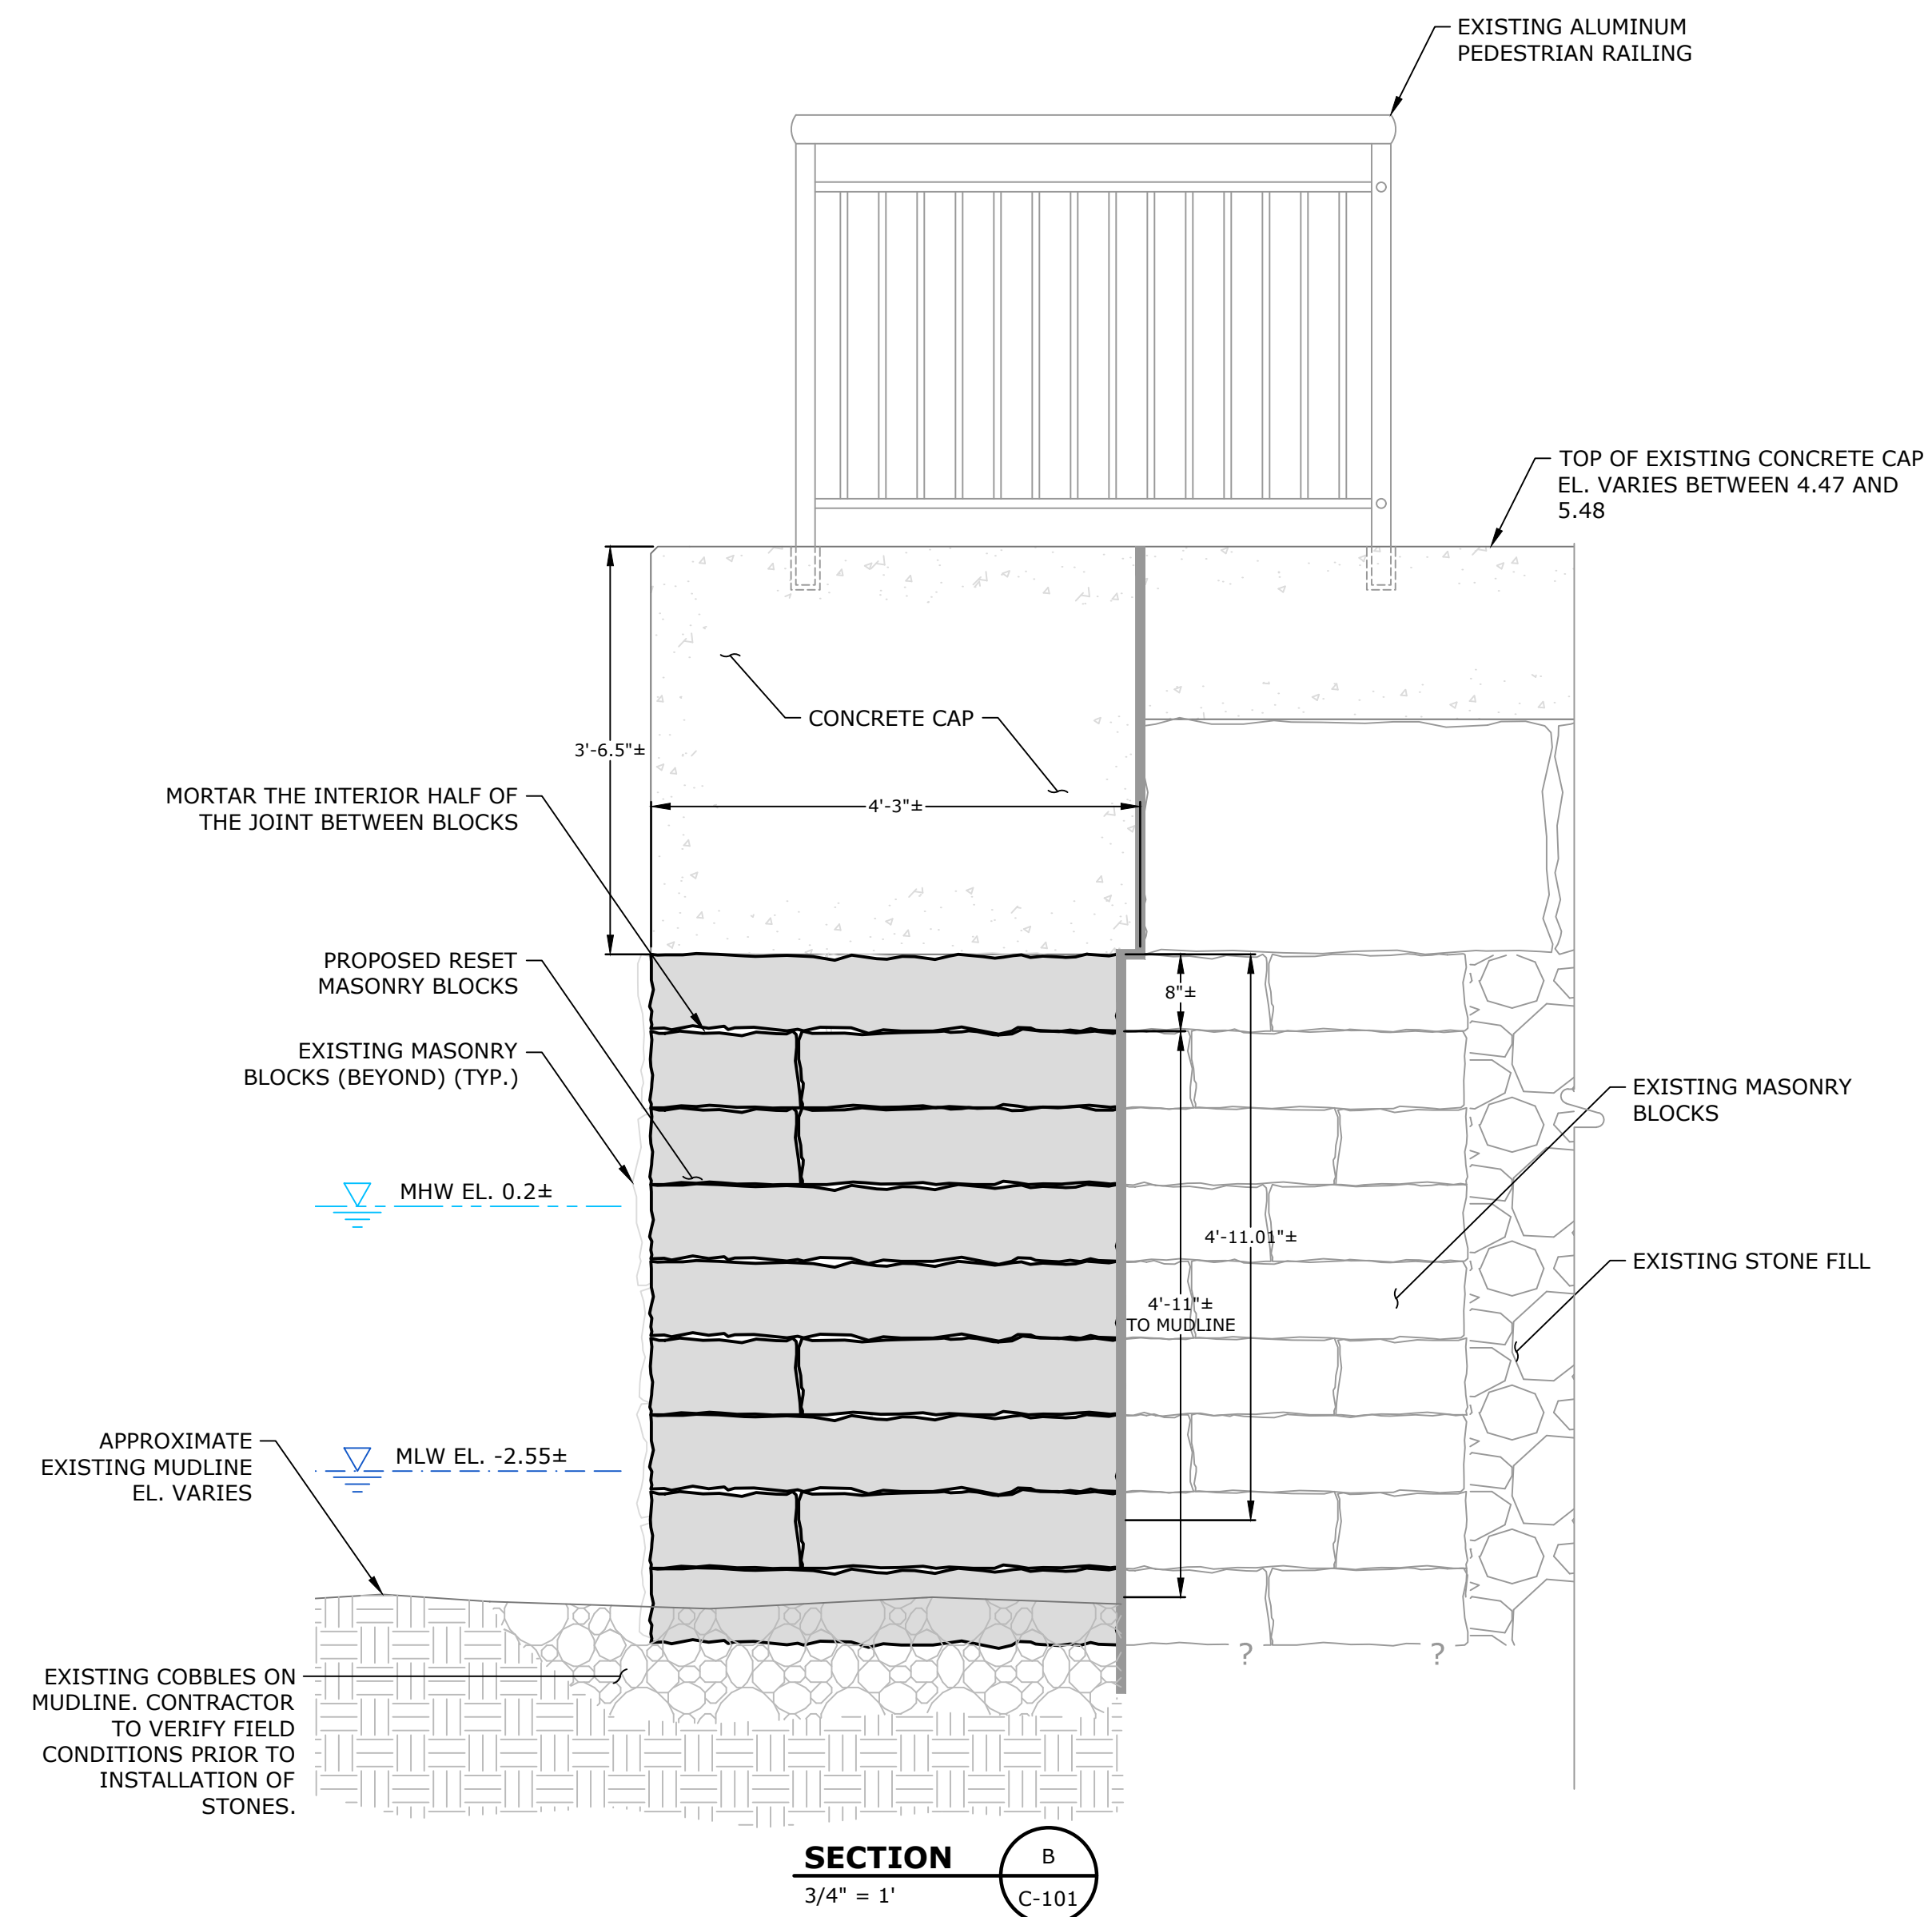 EXISTING ALUMINUM
PEDESTRIAN RAILING
TOP OF EXISTING CONCRETE CAP
EL. VARIES BETWEEN 4.47 AND
5.48
CONCRETE CAP
3'-6.5"±
MORTAR THE INTERIOR HALF OF
THE JOINT BETWEEN BLOCKS
4'-3"±
PROPOSED RESET
MASONRY BLOCKS
8"±
EXISTING MASONRY
BLOCKS (BEYOND) (TYP.)
EXISTING MASONRY
BLOCKS
MHW EL. 0.2±
4'-11.01"±
EXISTING STONE FILL
4'-11"±
TO MUDLINE
APPROXIMATE
EXISTING MUDLINE
EL. VARIES
MLW EL. -2.55±
? ?
EXISTING COBBLES ON
MUDLINE. CONTRACTOR
TO VERIFY FIELD
CONDITIONS PRIOR TO
INSTALLATION OF
STONES.
SECTION
3/4" = 1'
B
C-101